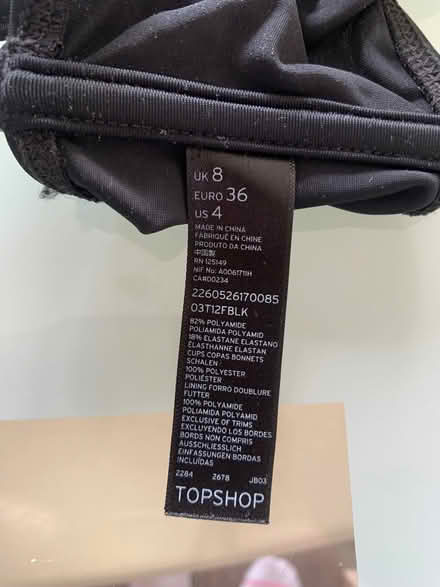 UK 8
EURO 36
US 4
MADE IN CHINA
FABRIQUÉ EN CHINE
PRODUTO DA CHINA
中国製
RN 125149
NIF No: A0061711H
CA#00234
2260526170085
03T12FBLK
82% POLYAMIDE
POLIAMIDA POLYAMID
18% ELASTANE ELASTANO
ÉLASTHANNE ELASTAN
CUPS COPAS BONNETS
SCHALEN
100% POLYESTER
POLIÉSTER
LINING FORRO DOUBLURE
FUTTER
100% POLYAMIDE
POLIAMIDA POLYAMID
EXCLUSIVE OF TRIMS
EXCLUYENDO LOS BORDES
BORDS NON COMPRIS
AUSSCHLIESSLICH
EINFASSUNGEN BORDAS
INCLUÍDAS
2284 2678 JB03
TOPSHOP